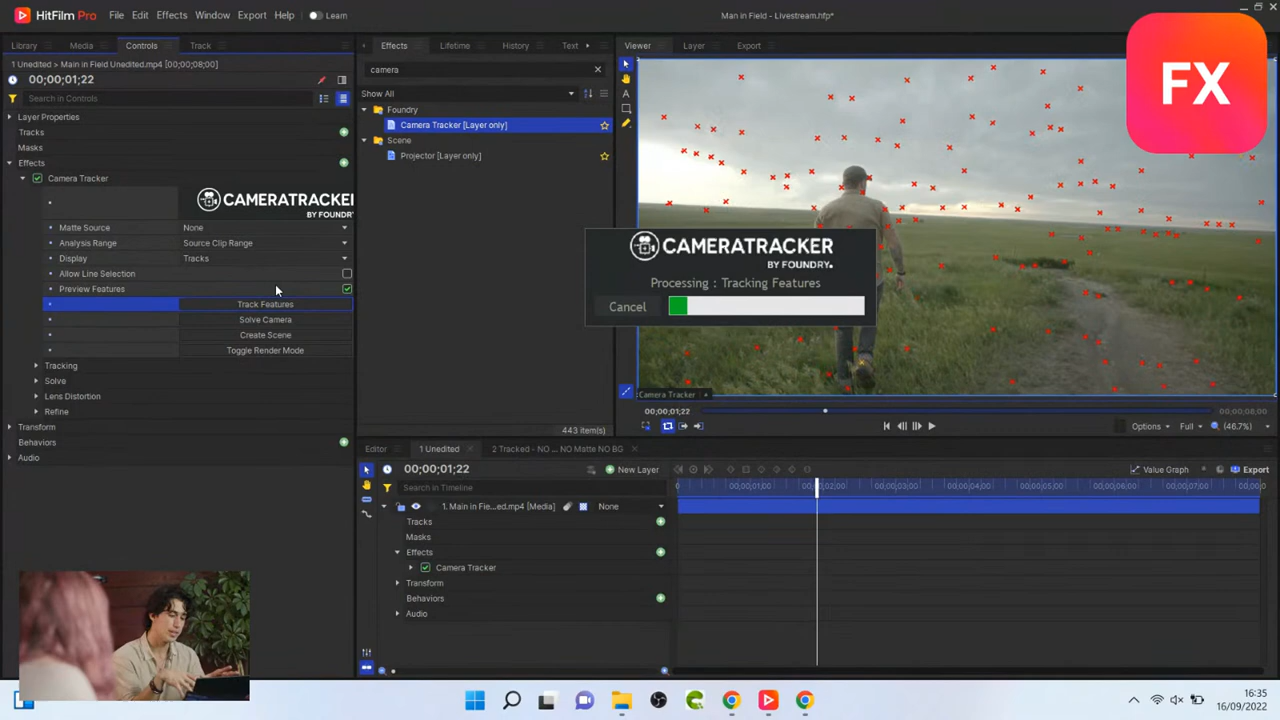 HitFilm Pro File Edit Effects Window Export Help Learn Man in Field - Livestream.hfp*
Library Media Controls Track
1 Unedited > Main in Field Unedited.mp4 [00;00;08;00]
00;00;01;22
Search in Controls
Layer Properties
Tracks
Masks
Effects
Camera Tracker
CAMERATRACKER
BY FOUNDRY.
Matte Source None
Analysis Range Source Clip Range
Display Tracks
Allow Line Selection
Preview Features
Track Features
Solve Camera
Create Scene
Toggle Render Mode
Tracking
Solve
Lens Distortion
Refine
Transform
Behaviors
Audio
Effects Lifetime History Text
camera
Show All
Foundry
Camera Tracker [Layer only]
Scene
Projector [Layer only]
443 item(s)
Viewer Layer Export
FX
CAMERATRACKER
BY FOUNDRY.
Processing : Tracking Features
Cancel
Camera Tracker
00;00;01;22 00;00;08;00
Options Full (46.7%)
Editor 1 Unedited 2 Tracked - NO ... NO Matte NO BG
00;00;01;22 New Layer Value Graph Export
Search in Timeline
1. Main in Fie...ed.mp4 [Media] None
Tracks
Masks
Effects
Camera Tracker
Transform
Behaviors
Audio
0 00;00;01;00 00;00;03;00 00;00;04;00 00;00;05;00 00;00;06;00 00;00;07;00
16:35
16/09/2022